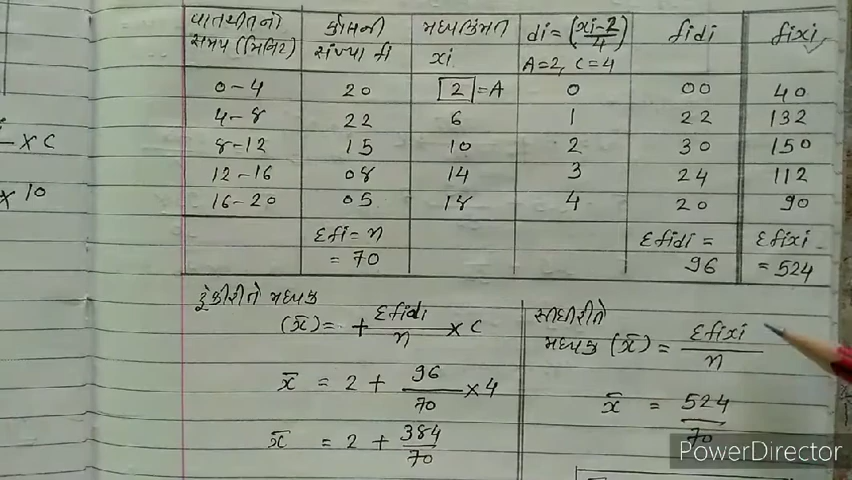 વાતચીતનો કોલની મધ્યકિંમત di = (xi-2/4) fidi fixi
સમય (મિનિટ) સંખ્યા fi xi A=2, C=4
0-4 20 2 =A 0 00 40
4-8 22 6 1 22 132
8-12 15 10 2 30 150
12-16 08 14 3 24 112
16-20 05 18 4 20 90
Σfi = n Σfidi = Σfixi
= 70 96 = 524
× C
× 10
ટૂંકીરીતે મધ્યક
(x̄) = + Σfidi/n × C
x̄ = 2 + 96/70 × 4
x̄ = 2 + 384/70
સીધીરીતે
મધ્યક (x̄) = Σfixi/n
x̄ = 524/70
PowerDirector